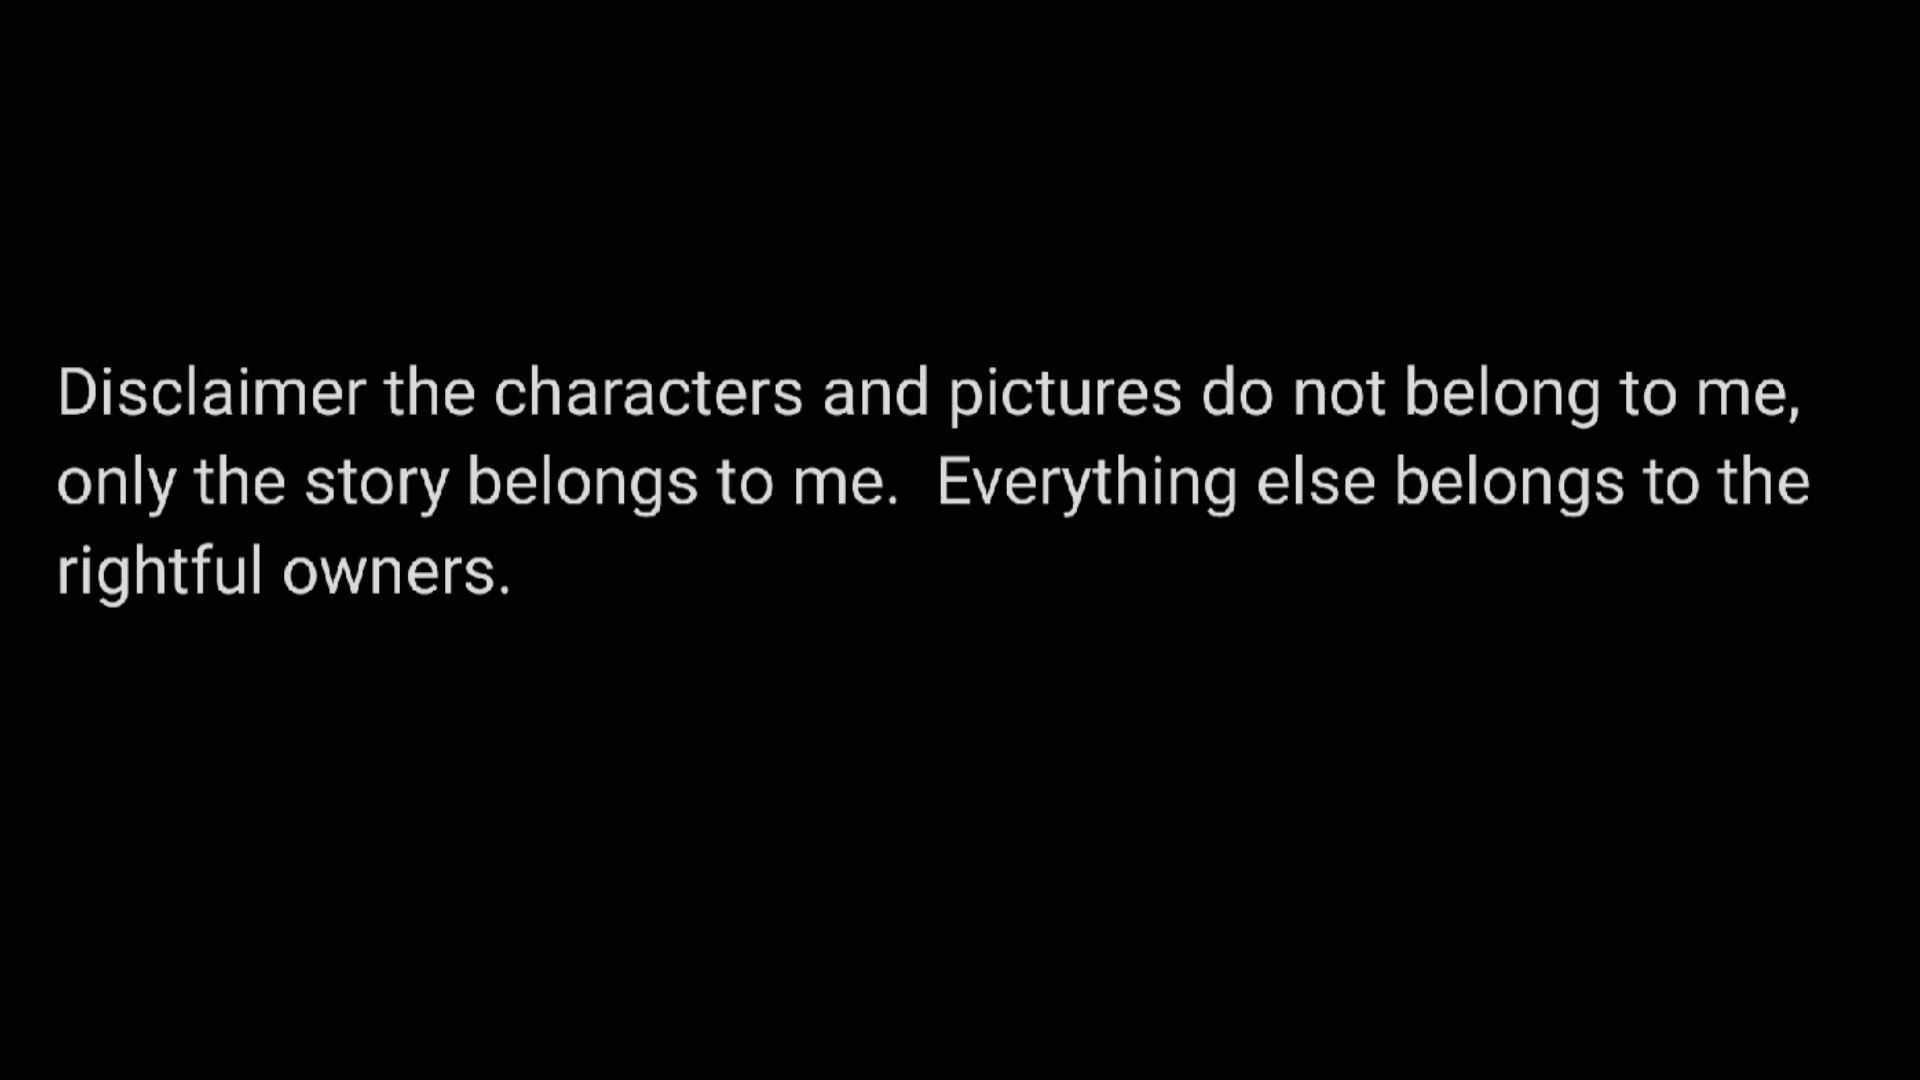 Disclaimer the characters and pictures do not belong to me,
only the story belongs to me.  Everything else belongs to the
rightful owners.